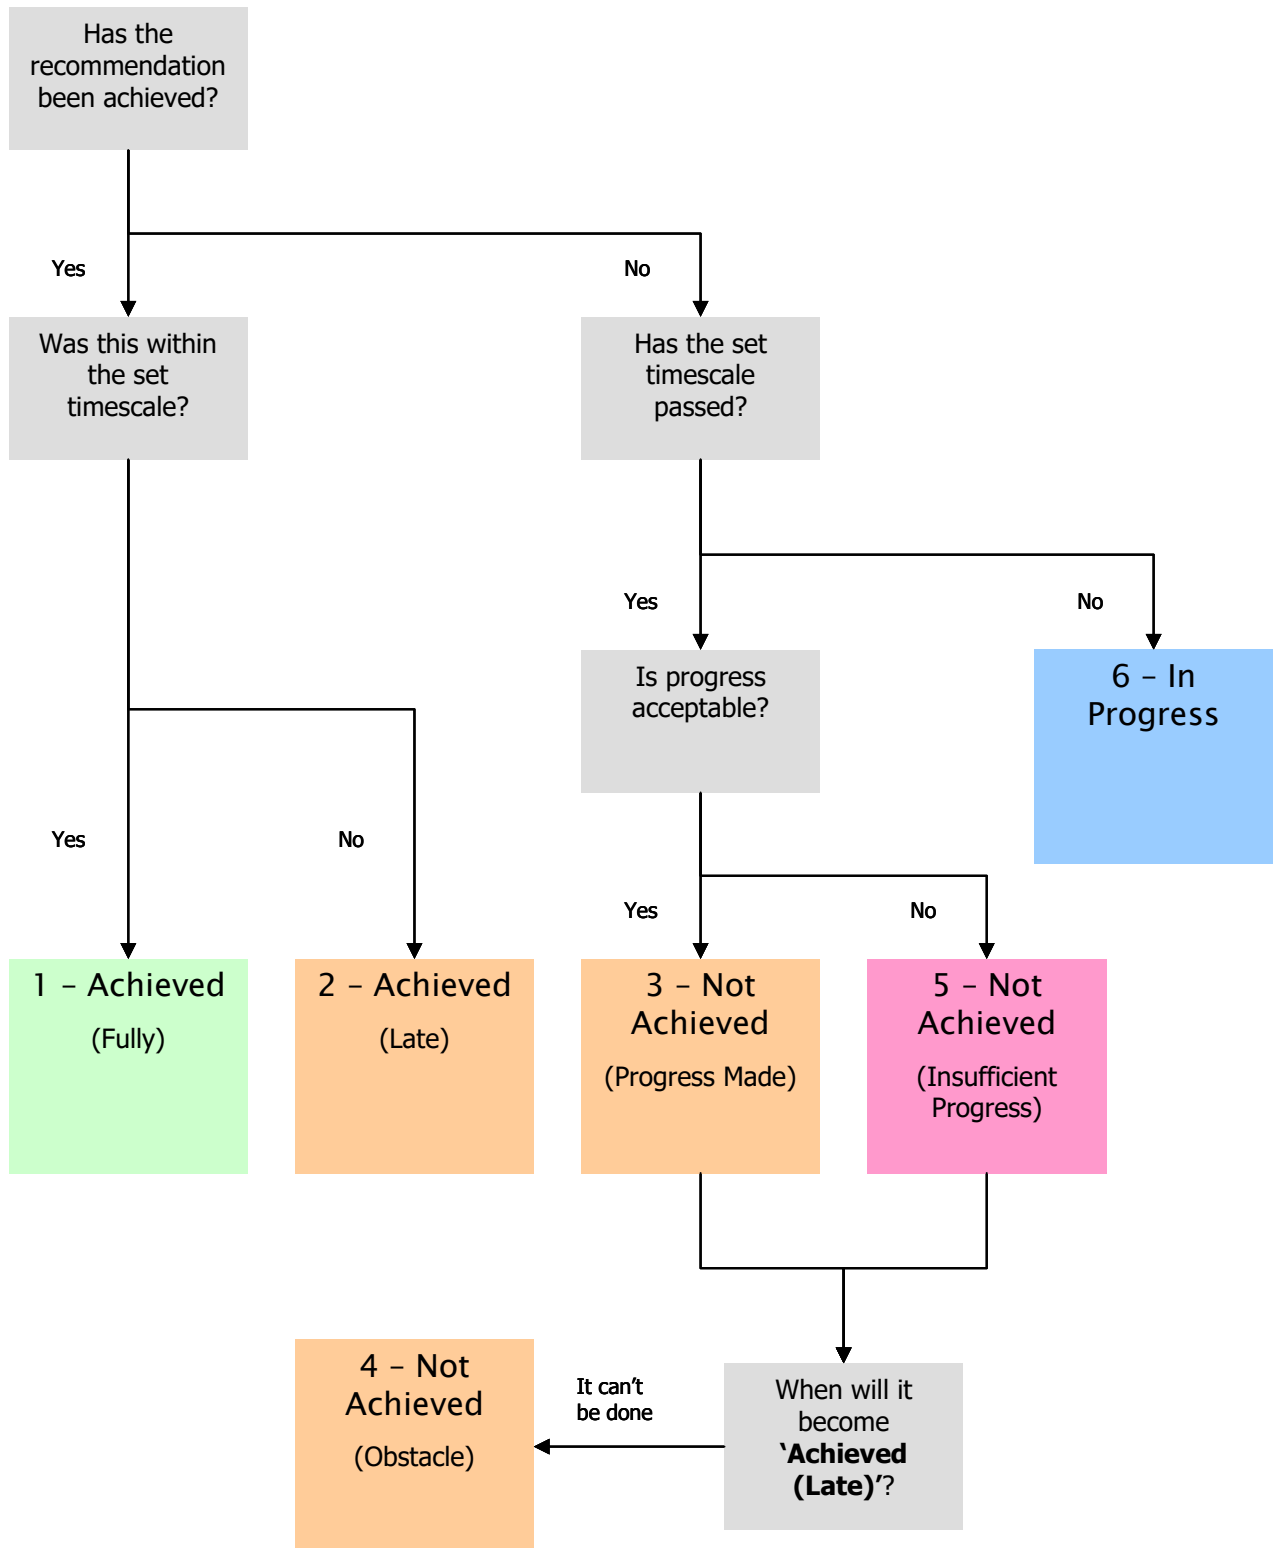 Has the
recommendation
been achieved?
Yes
No
Was this within
the set
timescale?
Has the set
timescale
passed?
Yes
No
Is progress
acceptable?
6 – In
Progress
Yes
No
Yes
No
1 – Achieved
(Fully)
2 – Achieved
(Late)
3 – Not
Achieved
(Progress Made)
5 – Not
Achieved
(Insufficient
Progress)
4 – Not
Achieved
(Obstacle)
It can’t
be done
When will it
become
‘Achieved
(Late)’?